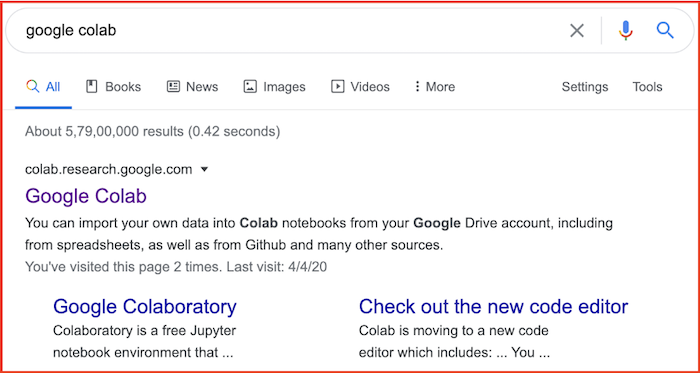 google colab
All Books News Images Videos More Settings Tools
About 5,79,00,000 results (0.42 seconds)
colab.research.google.com
Google Colab
You can import your own data into Colab notebooks from your Google Drive account, including
from spreadsheets, as well as from Github and many other sources.
You've visited this page 2 times. Last visit: 4/4/20
Google Colaboratory
Colaboratory is a free Jupyter
notebook environment that ...
Check out the new code editor
Colab is moving to a new code
editor which includes: ... You ...